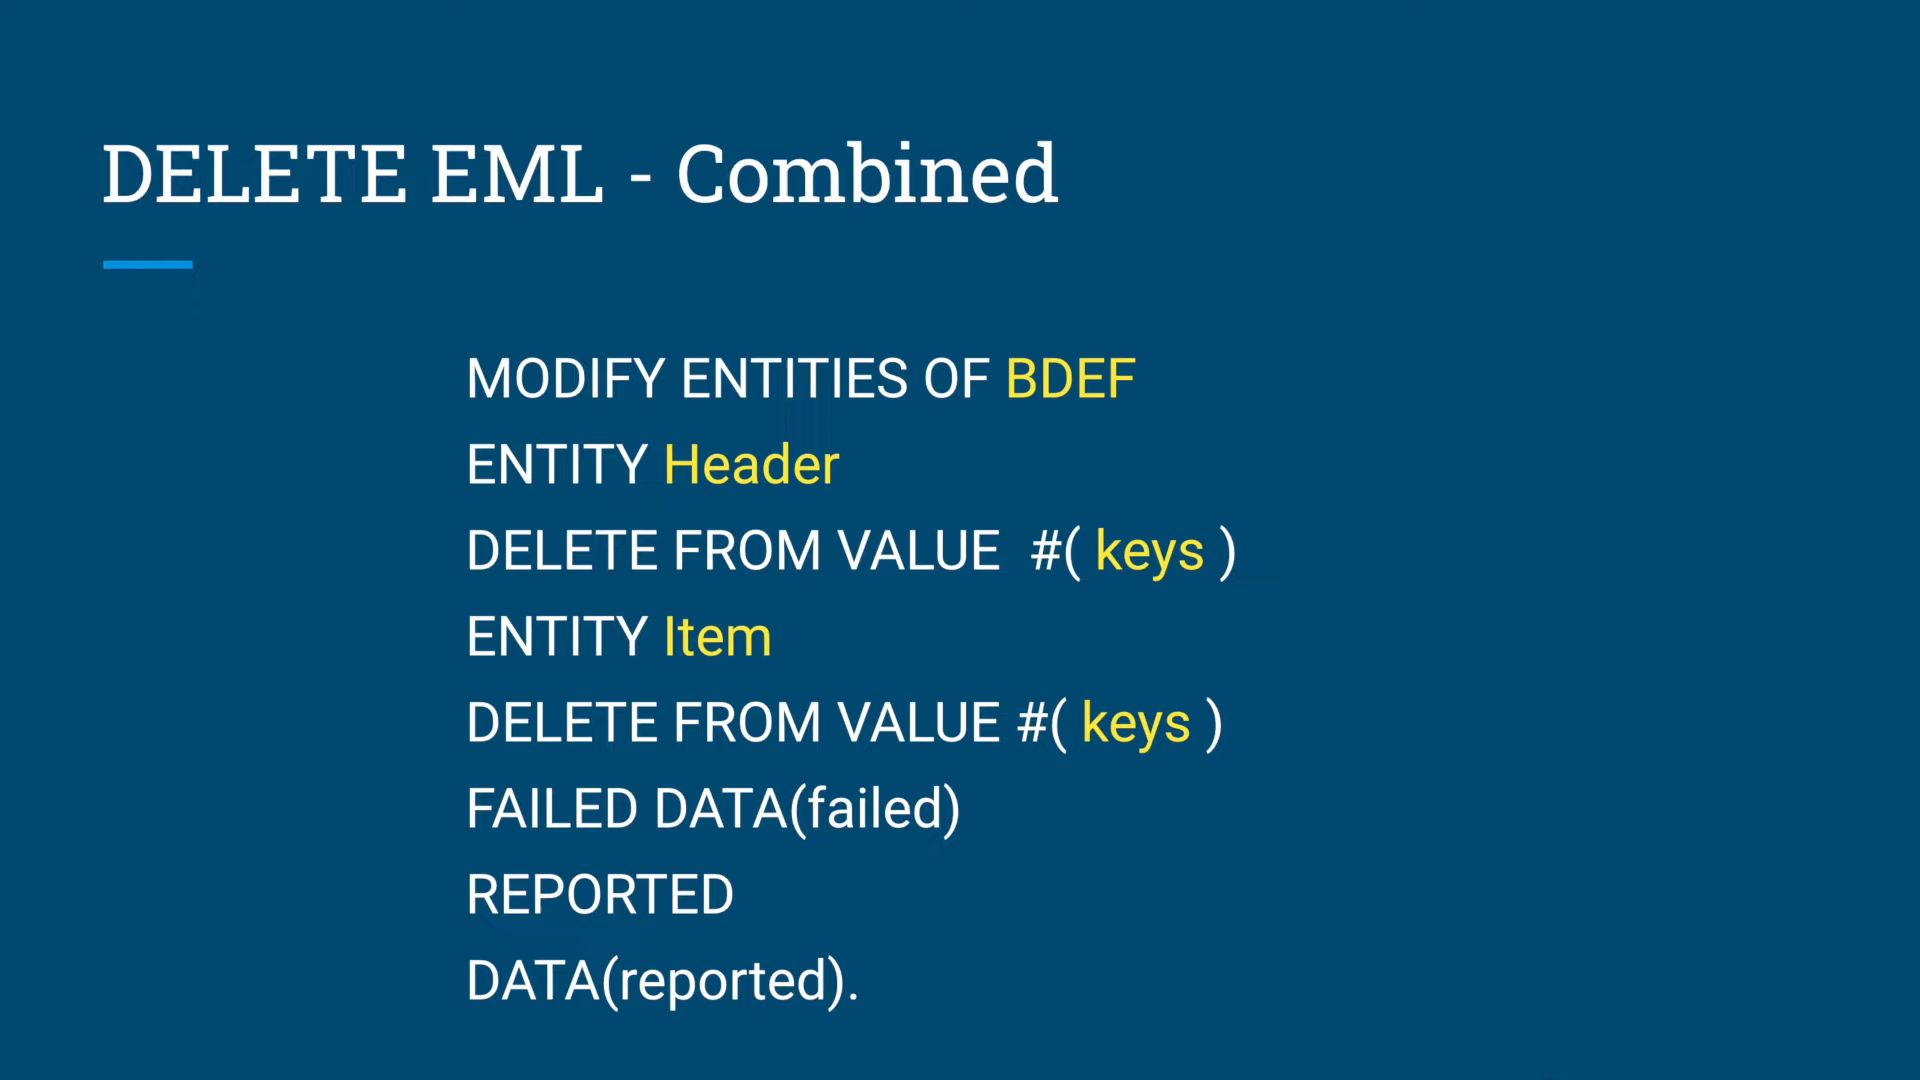 DELETE EML - Combined
MODIFY ENTITIES OF BDEF
ENTITY Header
DELETE FROM VALUE  #( keys )
ENTITY Item
DELETE FROM VALUE #( keys )
FAILED DATA(failed)
REPORTED
DATA(reported).